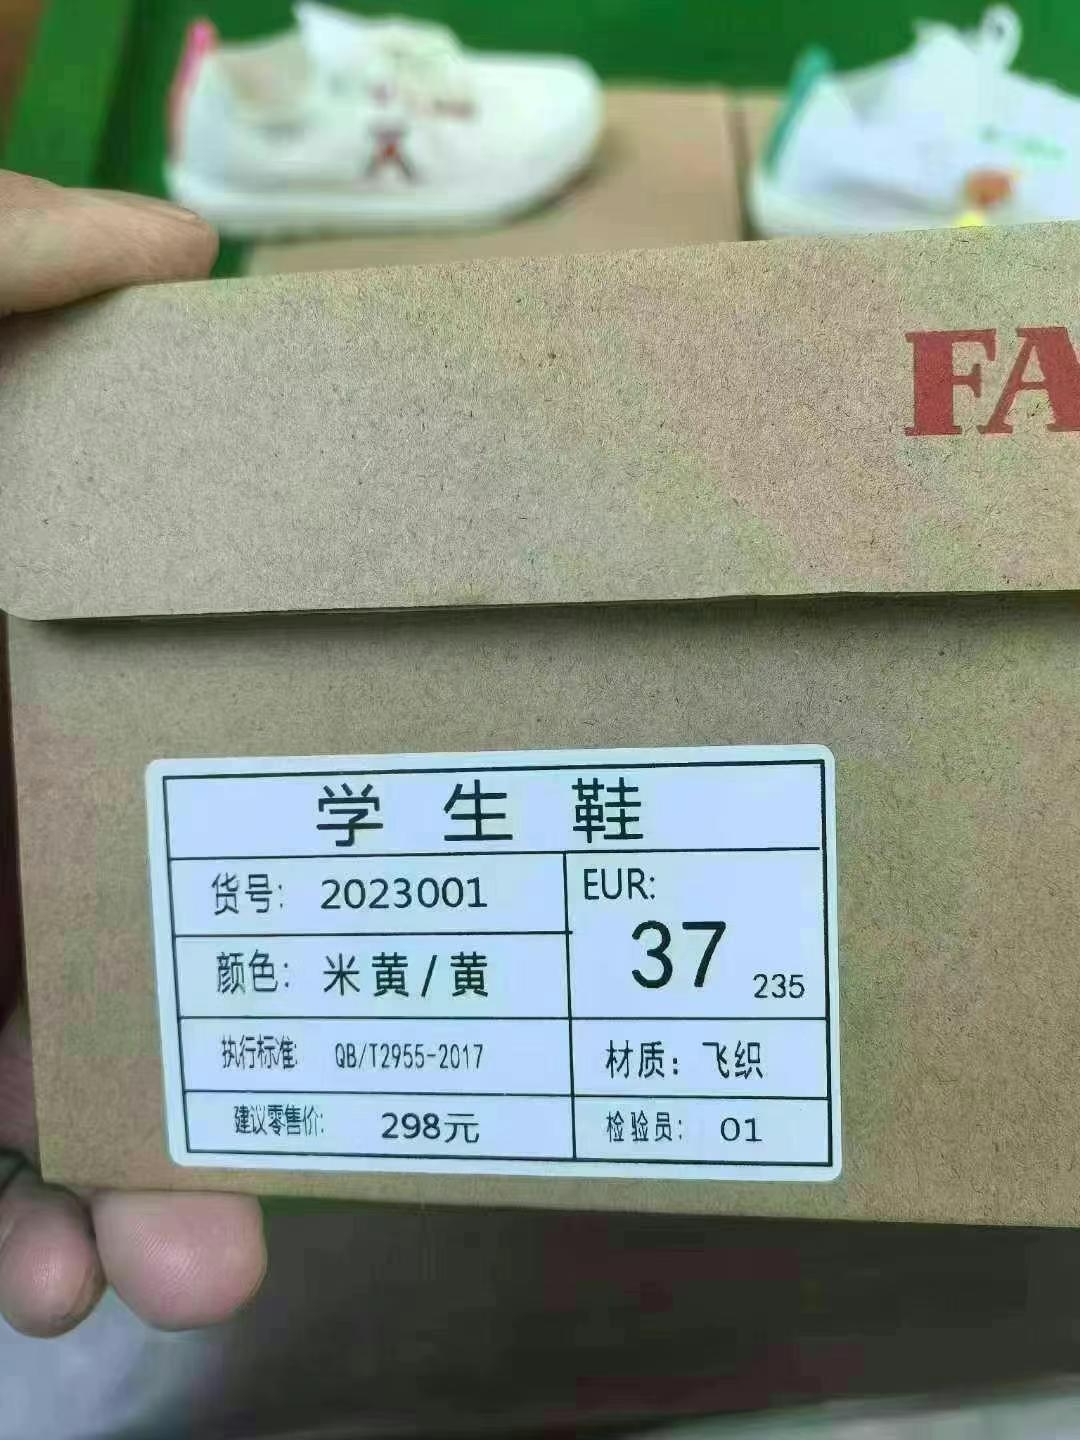 FA
学生鞋
货号: 2023001
EUR:
37 235
颜色: 米黄/黄
执行标准: QB/T2955-2017
材质: 飞织
建议零售价: 298元
检验员: 01